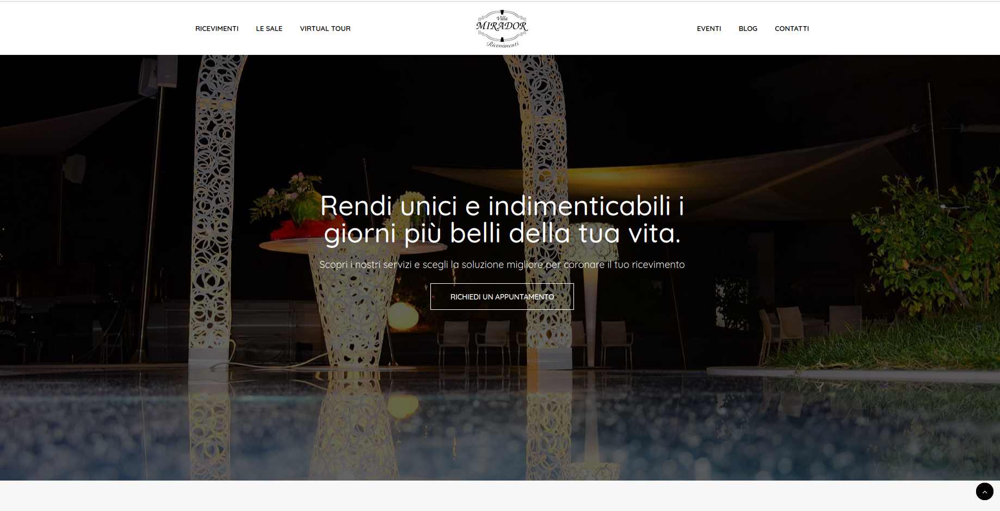 RICEVIMENTI LE SALE VIRTUAL TOUR
Villa
MIRADOR
Ricevimenti
EVENTI BLOG CONTATTI
Rendi unici e indimenticabili i
giorni più belli della tua vita.
Scopri i nostri servizi e scegli la soluzione migliore per coronare il tuo ricevimento
RICHIEDI UN APPUNTAMENTO